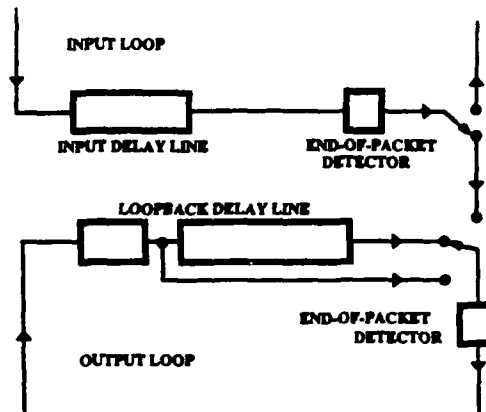 INPUT LOOP
INPUT DELAY LINE
END-OF-PACKET
DETECTOR
LOOPBACK DELAY LINE
END-OF-PACKET
DETECTOR
OUTPUT LOOP